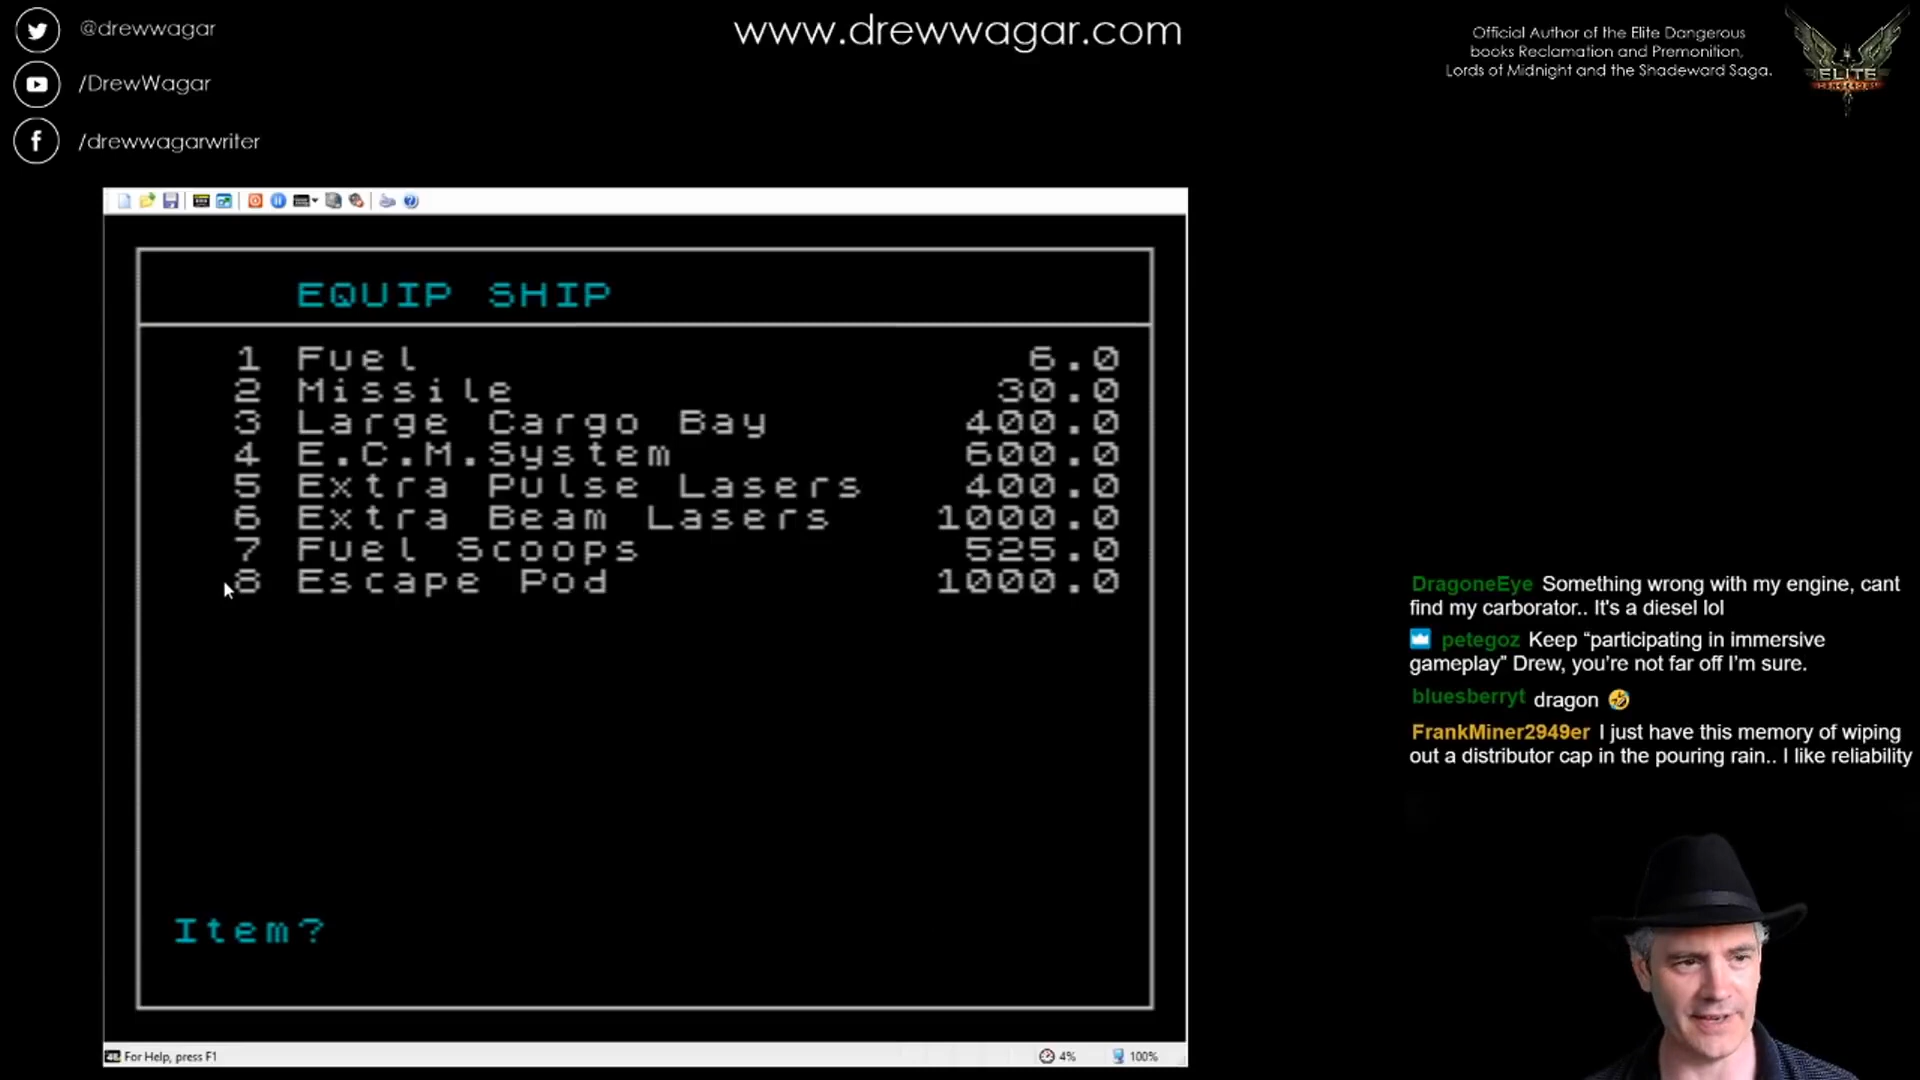 @drewwagar
/DrewWagar
/drewwagarwriter
www.drewwagar.com
Official Author of the Elite Dangerous
books Reclamation and Premonition,
Lords of Midnight and the Shadeward Saga.
ELITE
DANGEROUS
EQUIP SHIP
1 Fuel 6.0
2 Missile 30.0
3 Large Cargo Bay 400.0
4 E.C.M.System 600.0
5 Extra Pulse Lasers 400.0
6 Extra Beam Lasers 1000.0
7 Fuel Scoops 525.0
8 Escape Pod 1000.0
Item?
For Help, press F1
4%
100%
DragoneEye Something wrong with my engine, cant
find my carborator.. It's a diesel lol
petegoz Keep “participating in immersive
gameplay” Drew, you’re not far off I’m sure.
bluesberryt dragon 🤣
FrankMiner2949er I just have this memory of wiping
out a distributor cap in the pouring rain.. I like reliability